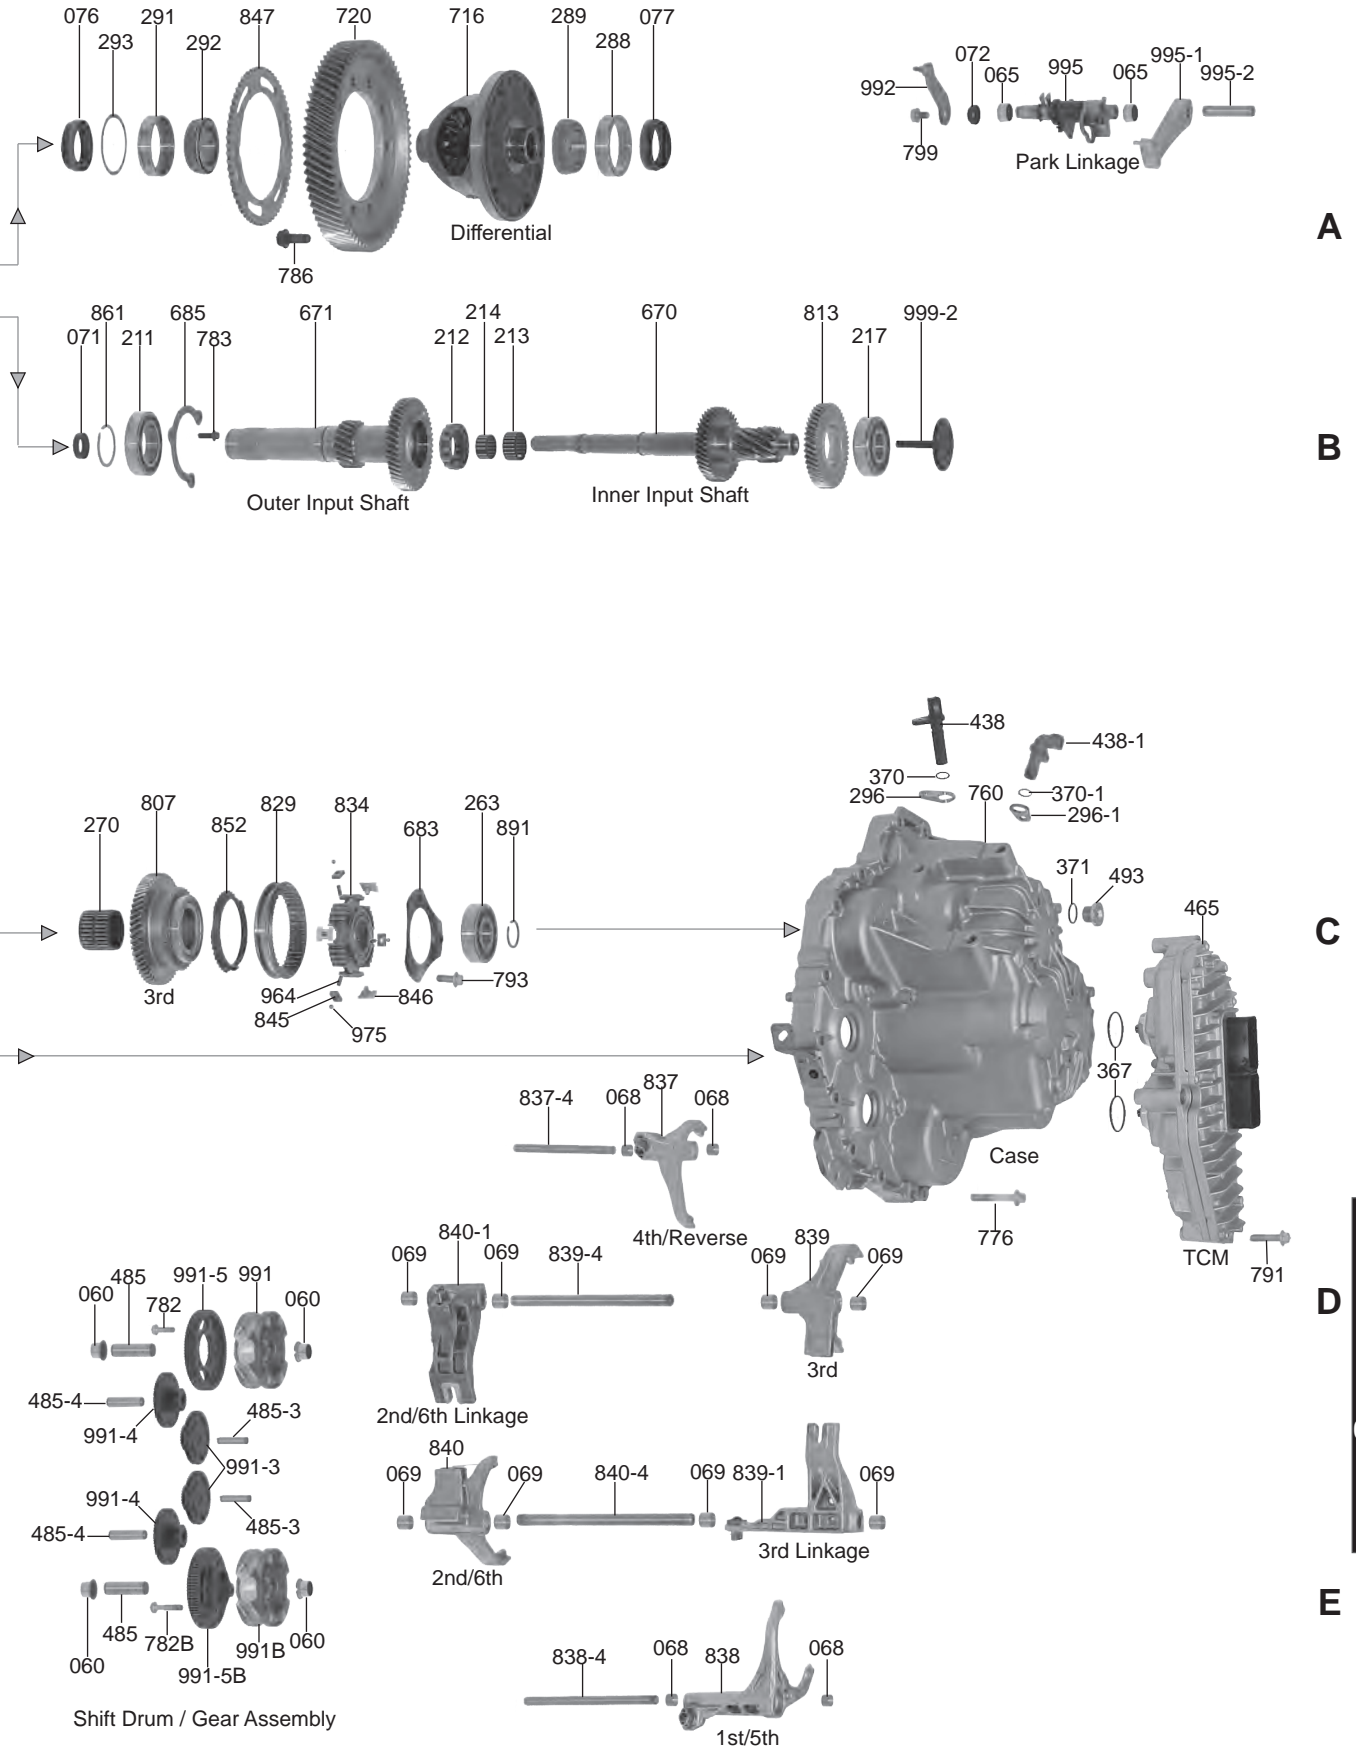 076 291 847 720 716 289 077
293 292 288
072 995-1
992 065 995 065 995-2
799
Park Linkage
A
Differential
786
861 685 671 214 670 813 999-2
071 211 783 212 213 217
B
Outer Input Shaft
Inner Input Shaft
438
438-1
370
296 760 370-1
296-1
807 829 834 263
270 852 683 891
371 493
465
C
3rd
964 846 793
845
975
367
837-4 068 837 068
Case
776
4th/Reverse
TCM
791
840-1 839
069 069 839-4 069 069
485 991-5 991
060 782 060
D
3rd
485-4
991-4
485-3
2nd/6th Linkage
991-3
840
069 069 840-4 069 839-1 069
991-4
485-3
485-4
3rd Linkage
2nd/6th
E
485 782B 991B 060
060
991-5B
838-4 068 838 068
Shift Drum / Gear Assembly
1st/5th